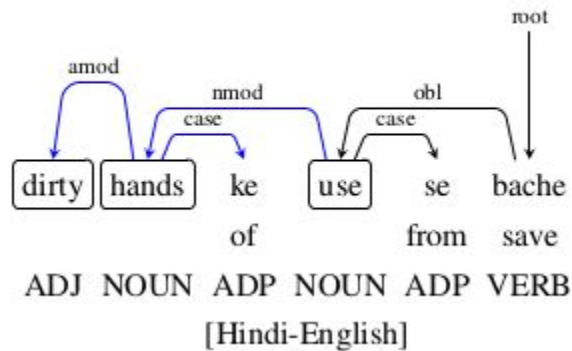 root
amod nmod obl
case case
dirty hands ke use se bache
of from save
ADJ NOUN ADP NOUN ADP VERB
[Hindi-English]